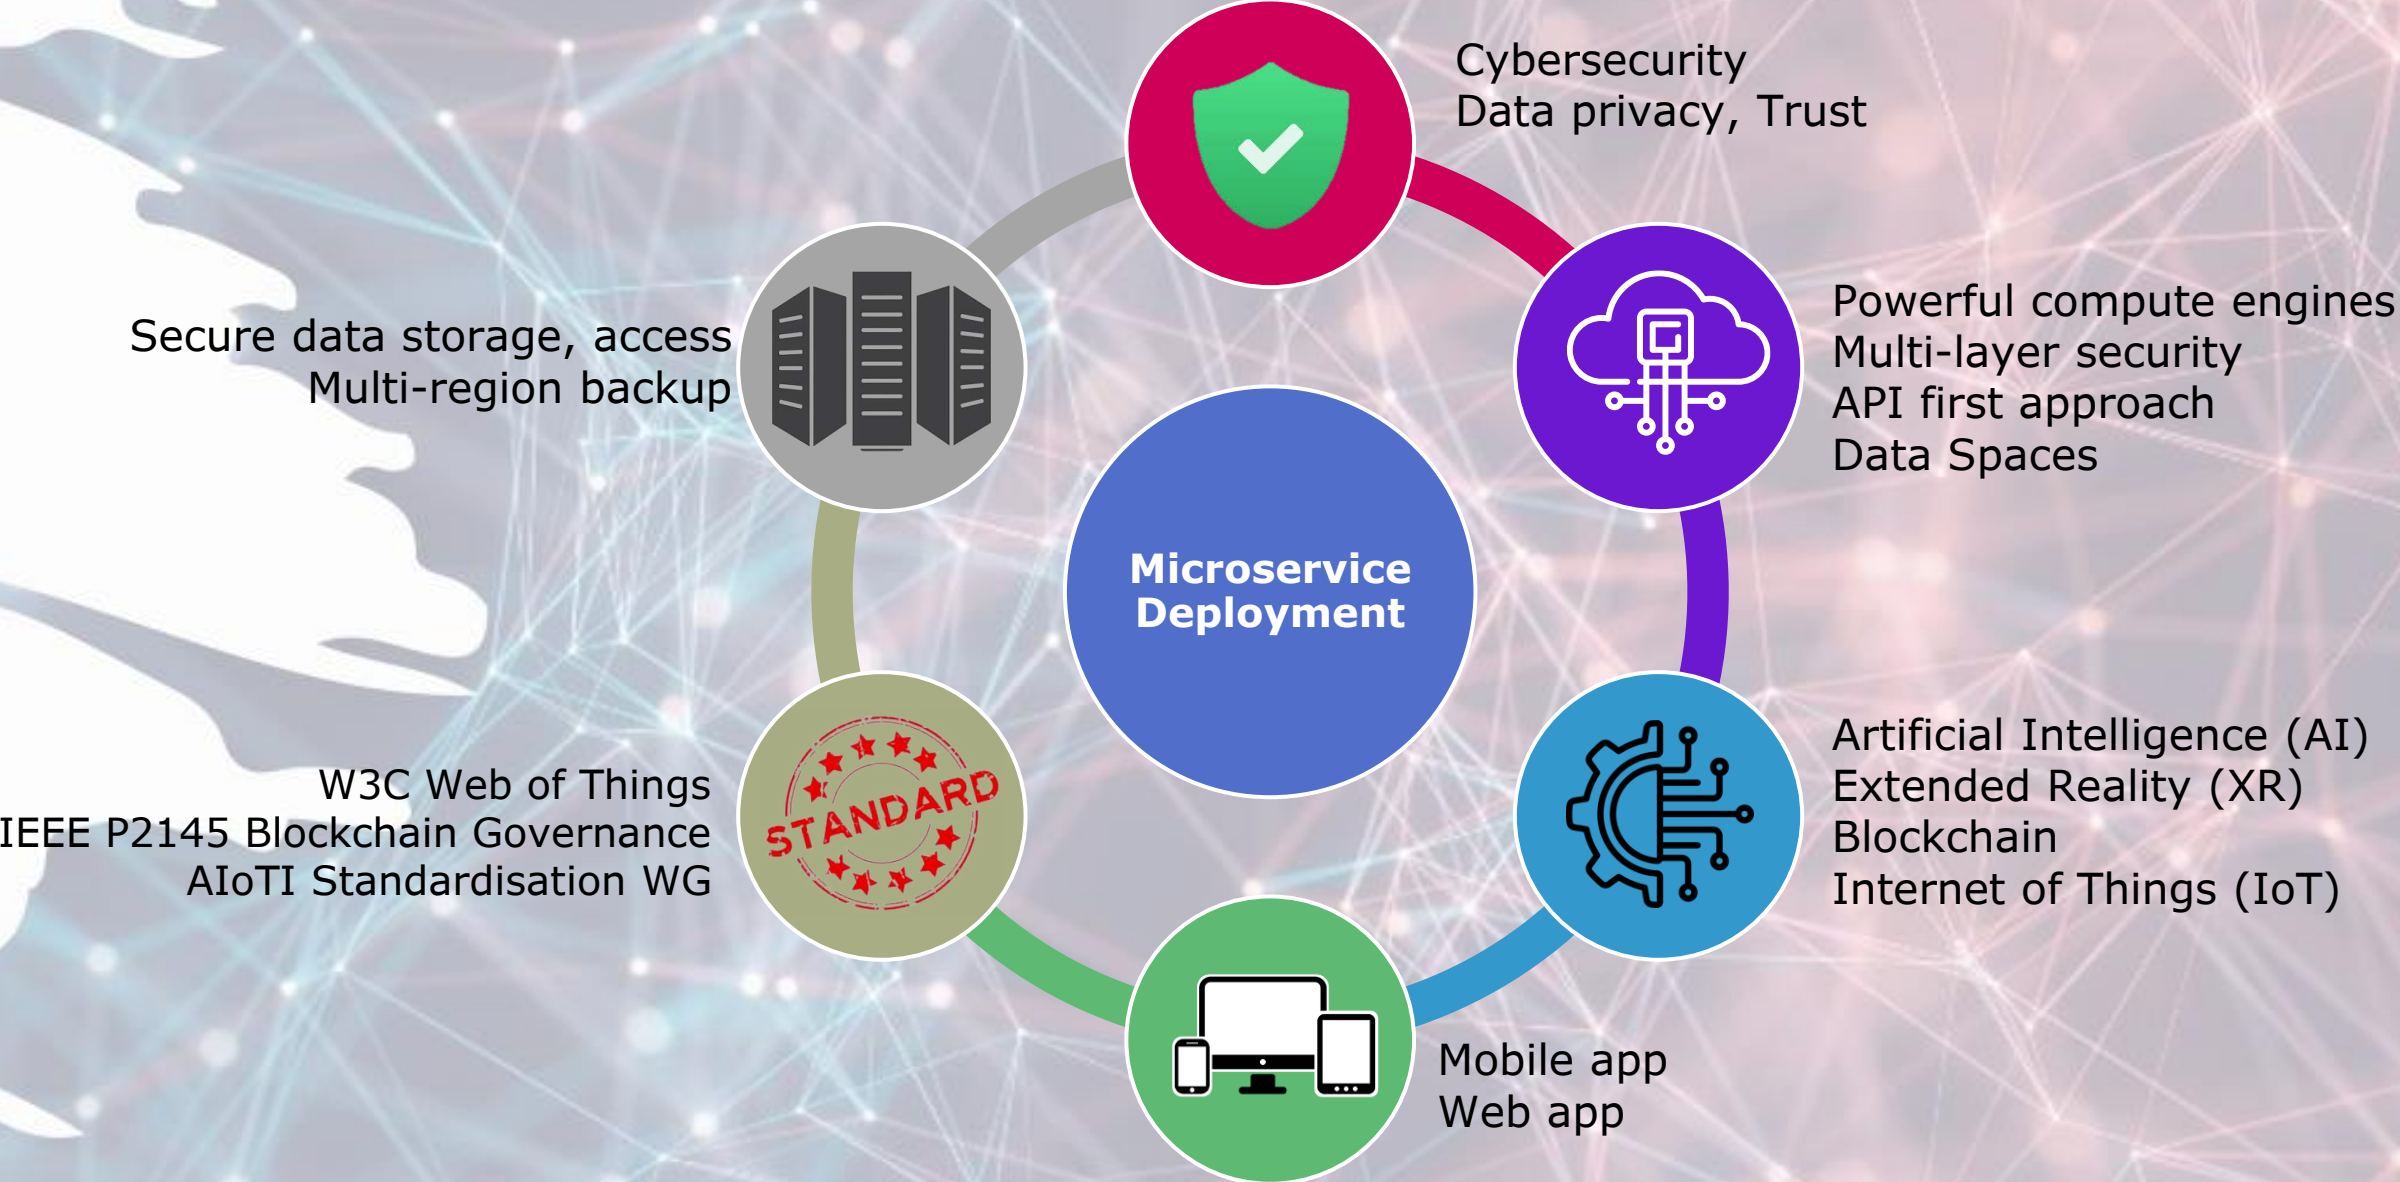 Cybersecurity
Data privacy, Trust
Powerful compute engines
Multi-layer security
API first approach
Data Spaces
Secure data storage, access
Multi-region backup
Microservice
Deployment
Artificial Intelligence (AI)
Extended Reality (XR)
Blockchain
Internet of Things (IoT)
W3C Web of Things
IEEE P2145 Blockchain Governance
AIoTI Standardisation WG
STANDARD
Mobile app
Web app